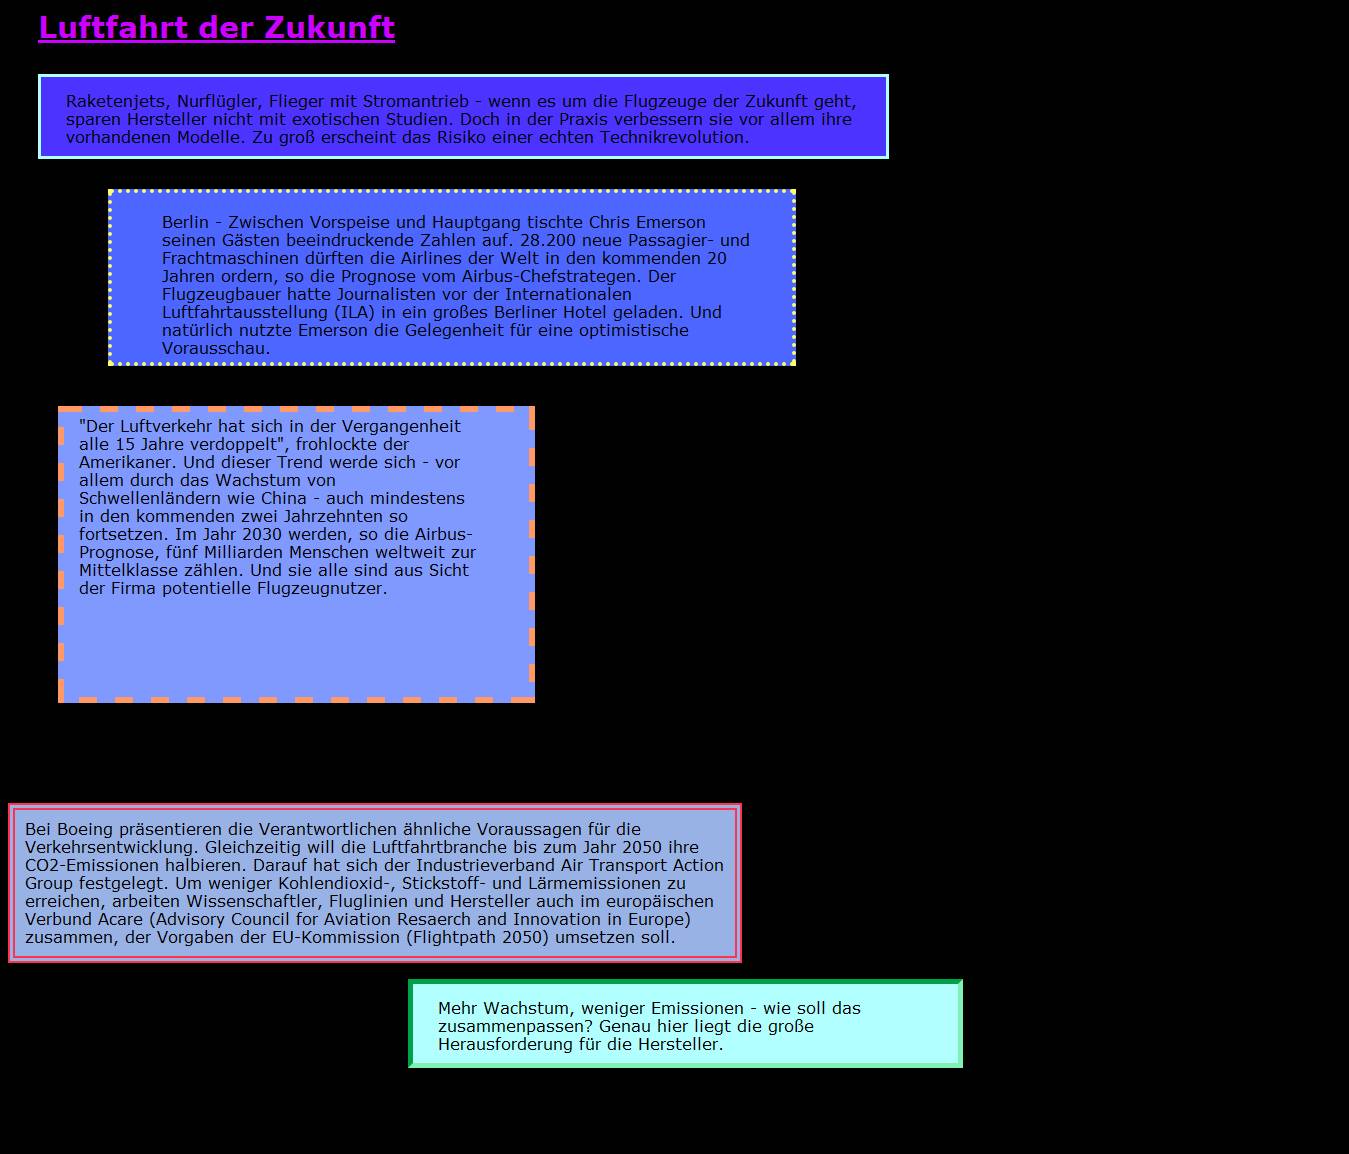 Luftfahrt der Zukunft
Raketenjets, Nurflügler, Flieger mit Stromantrieb - wenn es um die Flugzeuge der Zukunft geht,
sparen Hersteller nicht mit exotischen Studien. Doch in der Praxis verbessern sie vor allem ihre
vorhandenen Modelle. Zu groß erscheint das Risiko einer echten Technikrevolution.
Berlin - Zwischen Vorspeise und Hauptgang tischte Chris Emerson
seinen Gästen beeindruckende Zahlen auf. 28.200 neue Passagier- und
Frachtmaschinen dürften die Airlines der Welt in den kommenden 20
Jahren ordern, so die Prognose vom Airbus-Chefstrategen. Der
Flugzeugbauer hatte Journalisten vor der Internationalen
Luftfahrtausstellung (ILA) in ein großes Berliner Hotel geladen. Und
natürlich nutzte Emerson die Gelegenheit für eine optimistische
Vorausschau.
"Der Luftverkehr hat sich in der Vergangenheit
alle 15 Jahre verdoppelt", frohlockte der
Amerikaner. Und dieser Trend werde sich - vor
allem durch das Wachstum von
Schwellenländern wie China - auch mindestens
in den kommenden zwei Jahrzehnten so
fortsetzen. Im Jahr 2030 werden, so die Airbus-
Prognose, fünf Milliarden Menschen weltweit zur
Mittelklasse zählen. Und sie alle sind aus Sicht
der Firma potentielle Flugzeugnutzer.
Bei Boeing präsentieren die Verantwortlichen ähnliche Voraussagen für die
Verkehrsentwicklung. Gleichzeitig will die Luftfahrtbranche bis zum Jahr 2050 ihre
CO2-Emissionen halbieren. Darauf hat sich der Industrieverband Air Transport Action
Group festgelegt. Um weniger Kohlendioxid-, Stickstoff- und Lärmemissionen zu
erreichen, arbeiten Wissenschaftler, Fluglinien und Hersteller auch im europäischen
Verbund Acare (Advisory Council for Aviation Resaerch and Innovation in Europe)
zusammen, der Vorgaben der EU-Kommission (Flightpath 2050) umsetzen soll.
Mehr Wachstum, weniger Emissionen - wie soll das
zusammenpassen? Genau hier liegt die große
Herausforderung für die Hersteller.